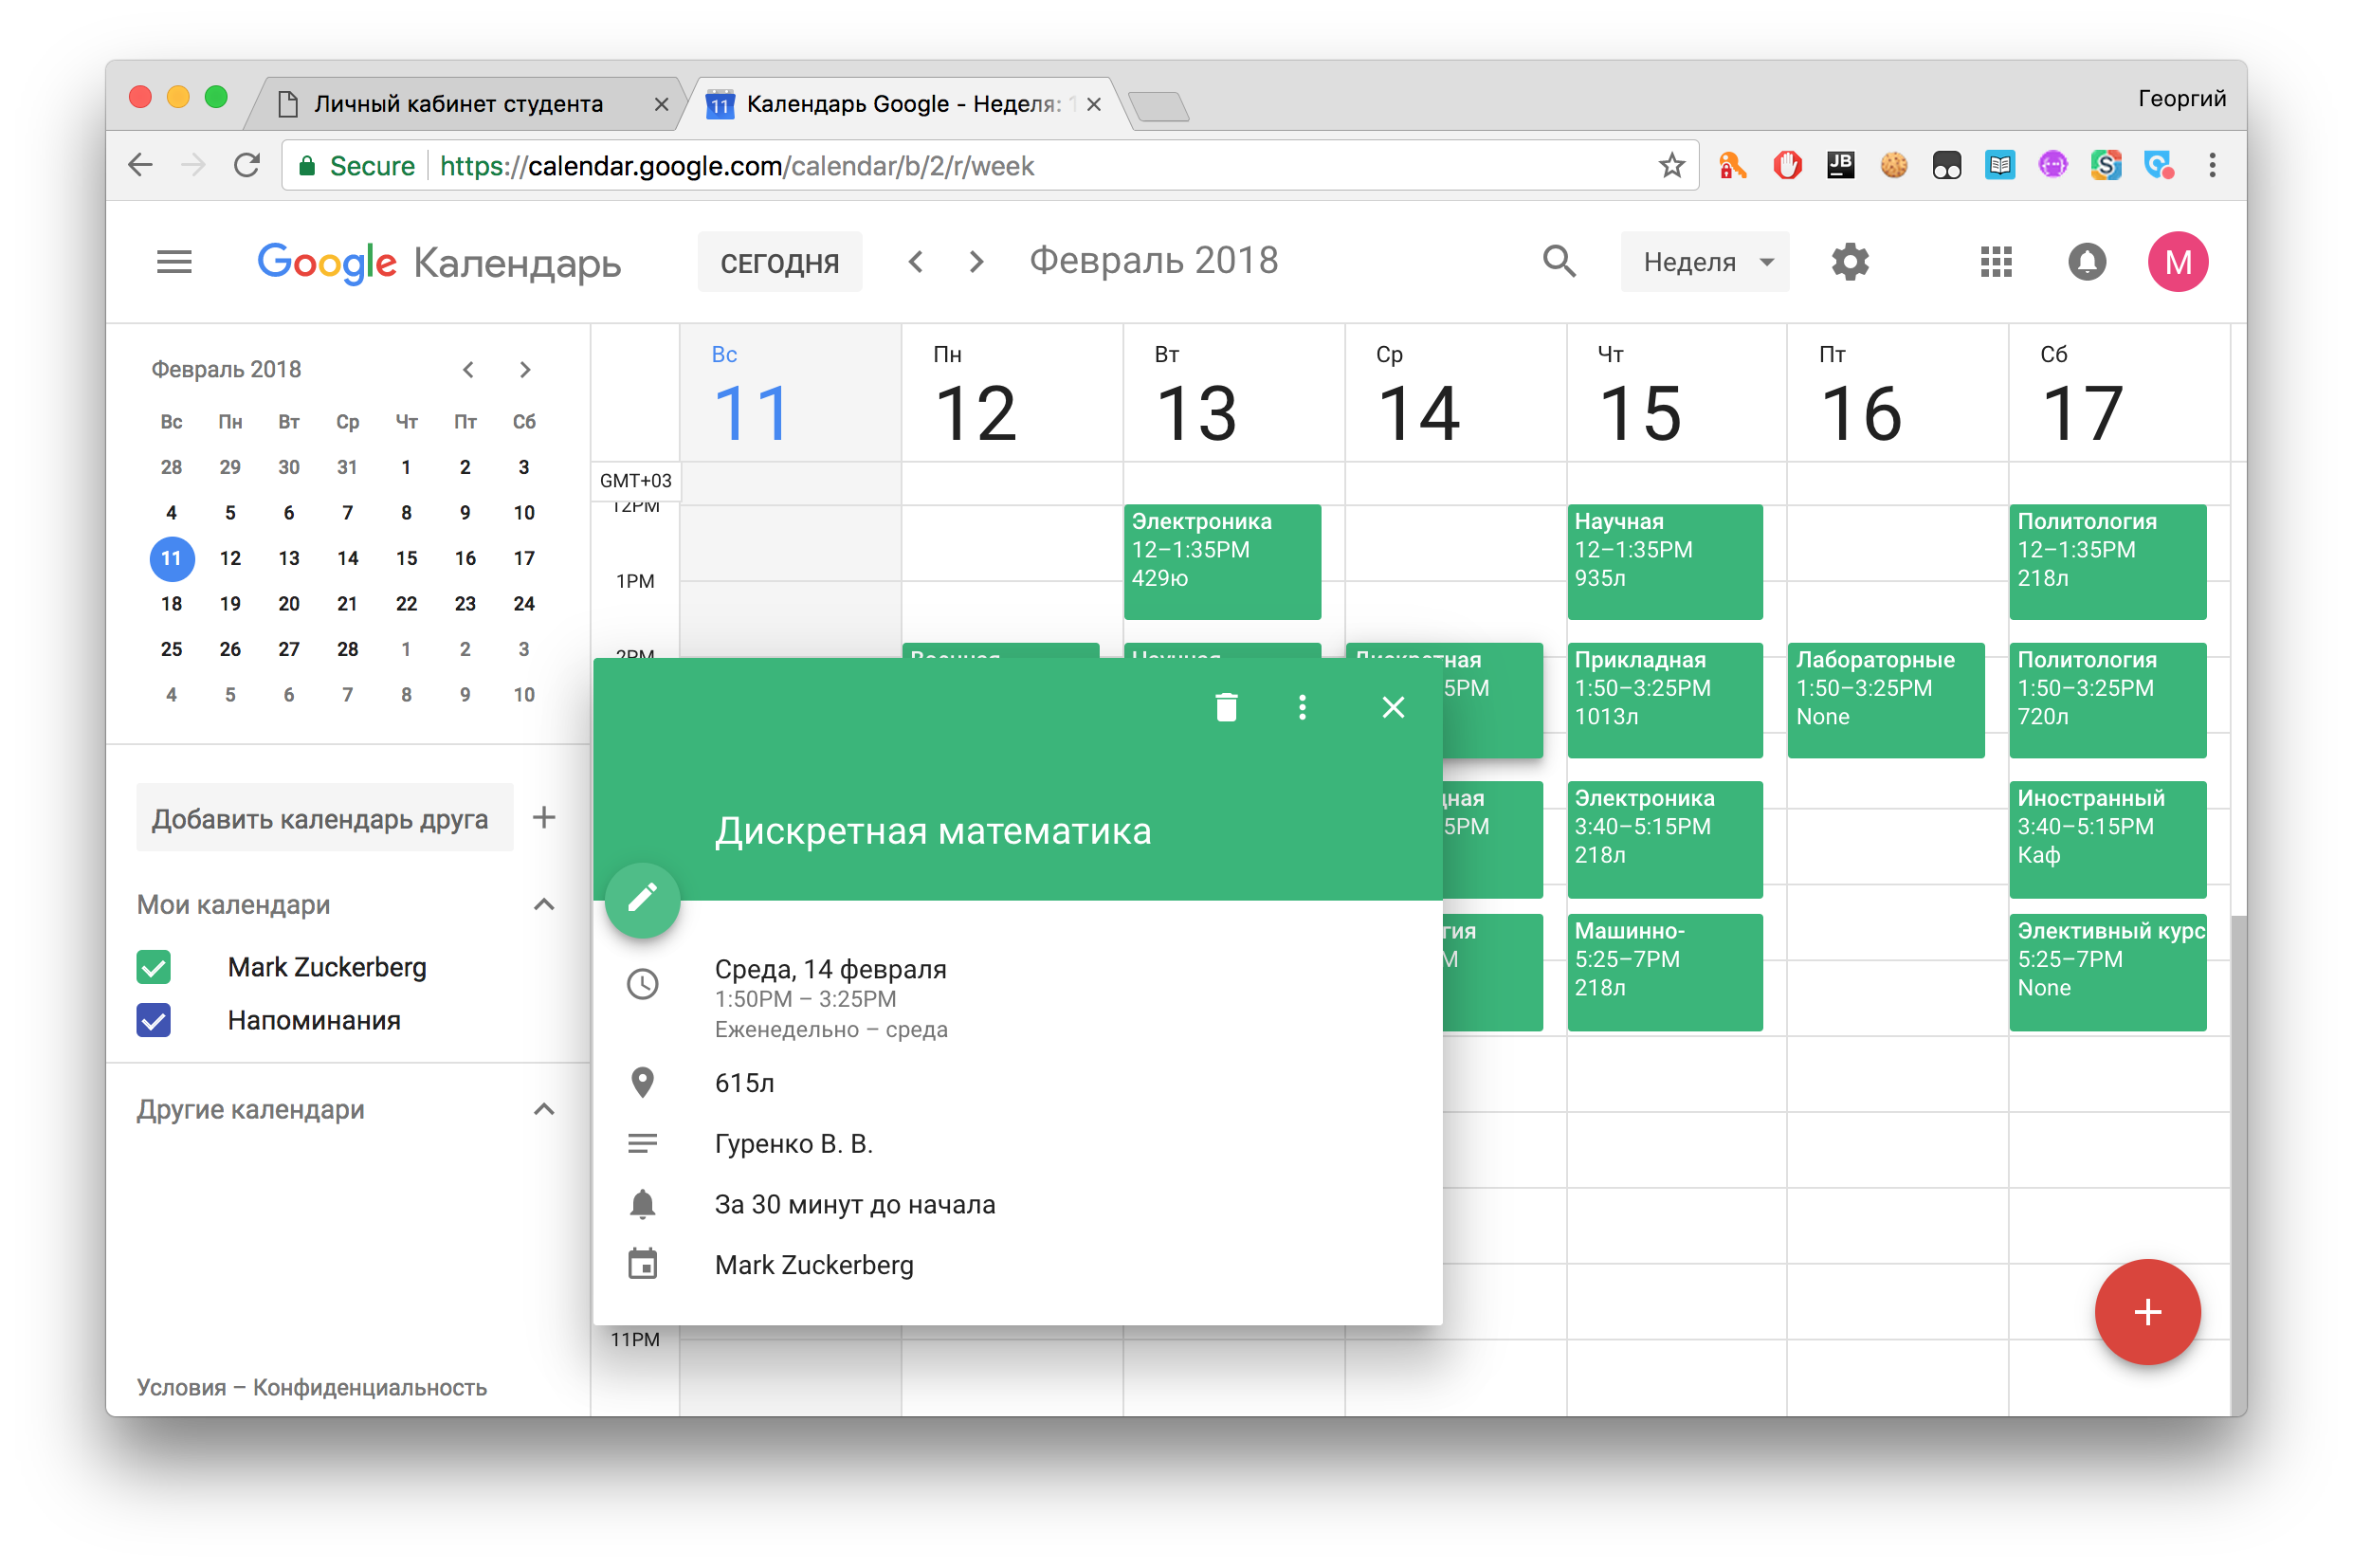 Личный кабинет студента
Календарь Google - Неделя: 1
Георгий
Secure
https://calendar.google.com/calendar/b/2/r/week
JB
Google Календарь
СЕГОДНЯ
Февраль 2018
Неделя
M
Февраль 2018
Вс Пн Вт Ср Чт Пт Сб
28 29 30 31 1 2 3
4 5 6 7 8 9 10
11 12 13 14 15 16 17
18 19 20 21 22 23 24
25 26 27 28 1 2 3
4 5 6 7 8 9 10
Добавить календарь друга
Мои календари
Mark Zuckerberg
Напоминания
Другие календари
Условия – Конфиденциальность
Вс Пн Вт Ср Чт Пт Сб
11 12 13 14 15 16 17
GMT+03
12PM
1PM
2PM
11PM
Электроника
12–1:35PM
429ю
Научная
12–1:35PM
935л
Прикладная
1:50–3:25PM
1013л
Электроника
3:40–5:15PM
218л
Машинно-
5:25–7PM
218л
Лабораторные
1:50–3:25PM
None
Политология
12–1:35PM
218л
Политология
1:50–3:25PM
720л
Иностранный
3:40–5:15PM
Каф
Элективный курс
5:25–7PM
None
Дискретная математика
Среда, 14 февраля
1:50PM – 3:25PM
Еженедельно – среда
615л
Гуренко В. В.
За 30 минут до начала
Mark Zuckerberg